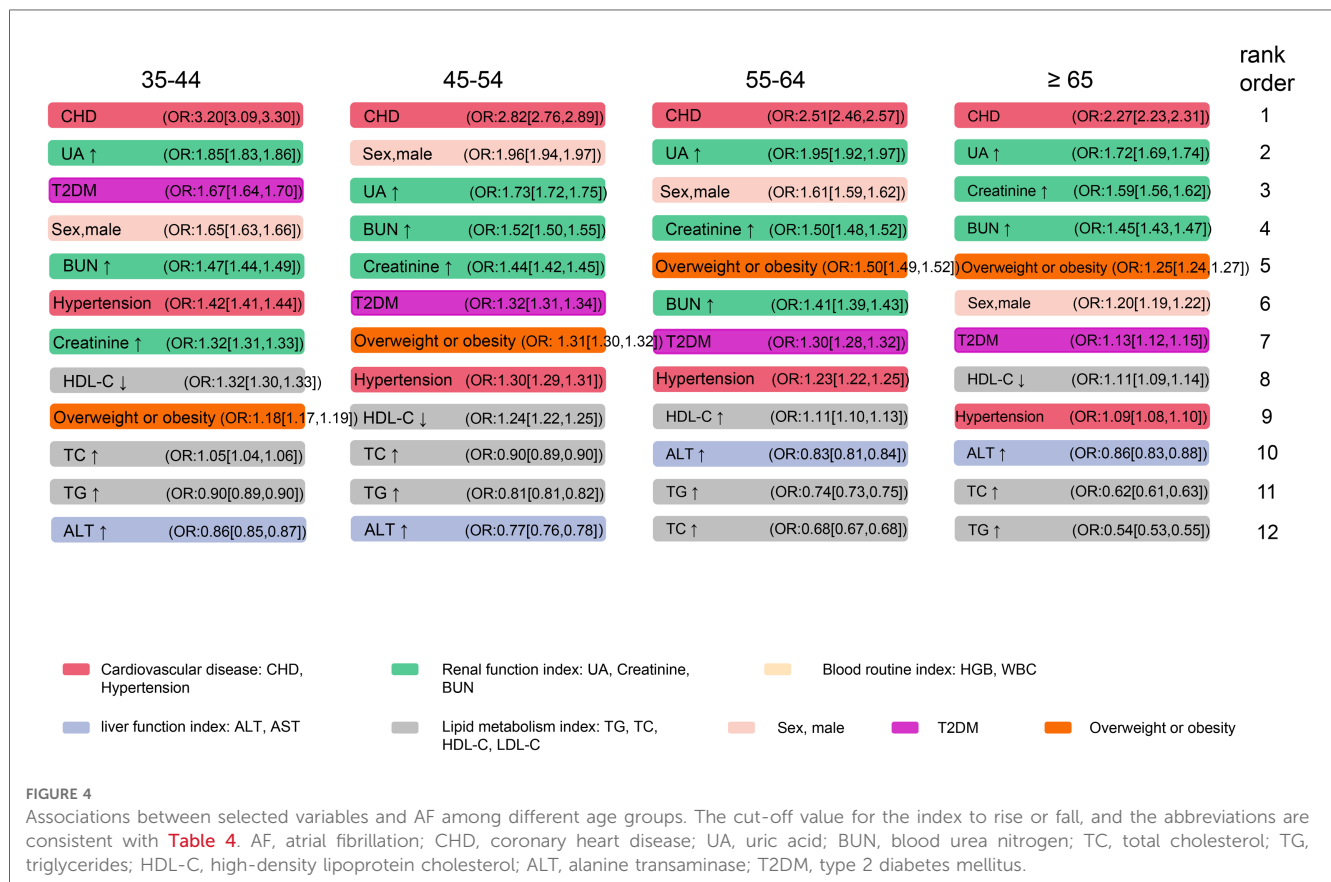 rank
order
35-44 45-54 55-64 ≥ 65
CHD (OR:3.20[3.09,3.30]) CHD (OR:2.82[2.76,2.89]) CHD (OR:2.51[2.46,2.57]) CHD (OR:2.27[2.23,2.31]) 1
UA ↑ (OR:1.85[1.83,1.86]) Sex,male (OR:1.96[1.94,1.97]) UA ↑ (OR:1.95[1.92,1.97]) UA ↑ (OR:1.72[1.69,1.74]) 2
T2DM (OR:1.67[1.64,1.70]) UA ↑ (OR:1.73[1.72,1.75]) Sex,male (OR:1.61[1.59,1.62]) Creatinine ↑ (OR:1.59[1.56,1.62]) 3
Sex,male (OR:1.65[1.63,1.66]) BUN ↑ (OR:1.52[1.50,1.55]) Creatinine ↑ (OR:1.50[1.48,1.52]) BUN ↑ (OR:1.45[1.43,1.47]) 4
BUN ↑ (OR:1.47[1.44,1.49]) Creatinine ↑ (OR:1.44[1.42,1.45]) Overweight or obesity (OR:1.50[1.49,1.52]) Overweight or obesity (OR:1.25[1.24,1.27]) 5
Hypertension (OR:1.42[1.41,1.44]) T2DM (OR:1.32[1.31,1.34]) BUN ↑ (OR:1.41[1.39,1.43]) Sex,male (OR:1.20[1.19,1.22]) 6
Creatinine ↑ (OR:1.32[1.31,1.33]) Overweight or obesity (OR: 1.31[1.30,1.32]) T2DM (OR:1.30[1.28,1.32]) T2DM (OR:1.13[1.12,1.15]) 7
HDL-C ↓ (OR:1.32[1.30,1.33]) Hypertension (OR:1.30[1.29,1.31]) Hypertension (OR:1.23[1.22,1.25]) HDL-C ↓ (OR:1.11[1.09,1.14]) 8
Overweight or obesity (OR:1.18[1.17,1.19]) HDL-C ↓ (OR:1.24[1.22,1.25]) HDL-C ↑ (OR:1.11[1.10,1.13]) Hypertension (OR:1.09[1.08,1.10]) 9
TC ↑ (OR:1.05[1.04,1.06]) TC ↑ (OR:0.90[0.89,0.90]) ALT ↑ (OR:0.83[0.81,0.84]) ALT ↑ (OR:0.86[0.83,0.88]) 10
TG ↑ (OR:0.90[0.89,0.90]) TG ↑ (OR:0.81[0.81,0.82]) TG ↑ (OR:0.74[0.73,0.75]) TC ↑ (OR:0.62[0.61,0.63]) 11
ALT ↑ (OR:0.86[0.85,0.87]) ALT ↑ (OR:0.77[0.76,0.78]) TC ↑ (OR:0.68[0.67,0.68]) TG ↑ (OR:0.54[0.53,0.55]) 12
Cardiovascular disease: CHD, Renal function index: UA, Creatinine, Blood routine index: HGB, WBC
Hypertension BUN
liver function index: ALT, AST Lipid metabolism index: TG, TC, Sex, male T2DM Overweight or obesity
HDL-C, LDL-C
FIGURE 4
Associations between selected variables and AF among different age groups. The cut-off value for the index to rise or fall, and the abbreviations are
consistent with Table 4. AF, atrial fibrillation; CHD, coronary heart disease; UA, uric acid; BUN, blood urea nitrogen; TC, total cholesterol; TG,
triglycerides; HDL-C, high-density lipoprotein cholesterol; ALT, alanine transaminase; T2DM, type 2 diabetes mellitus.